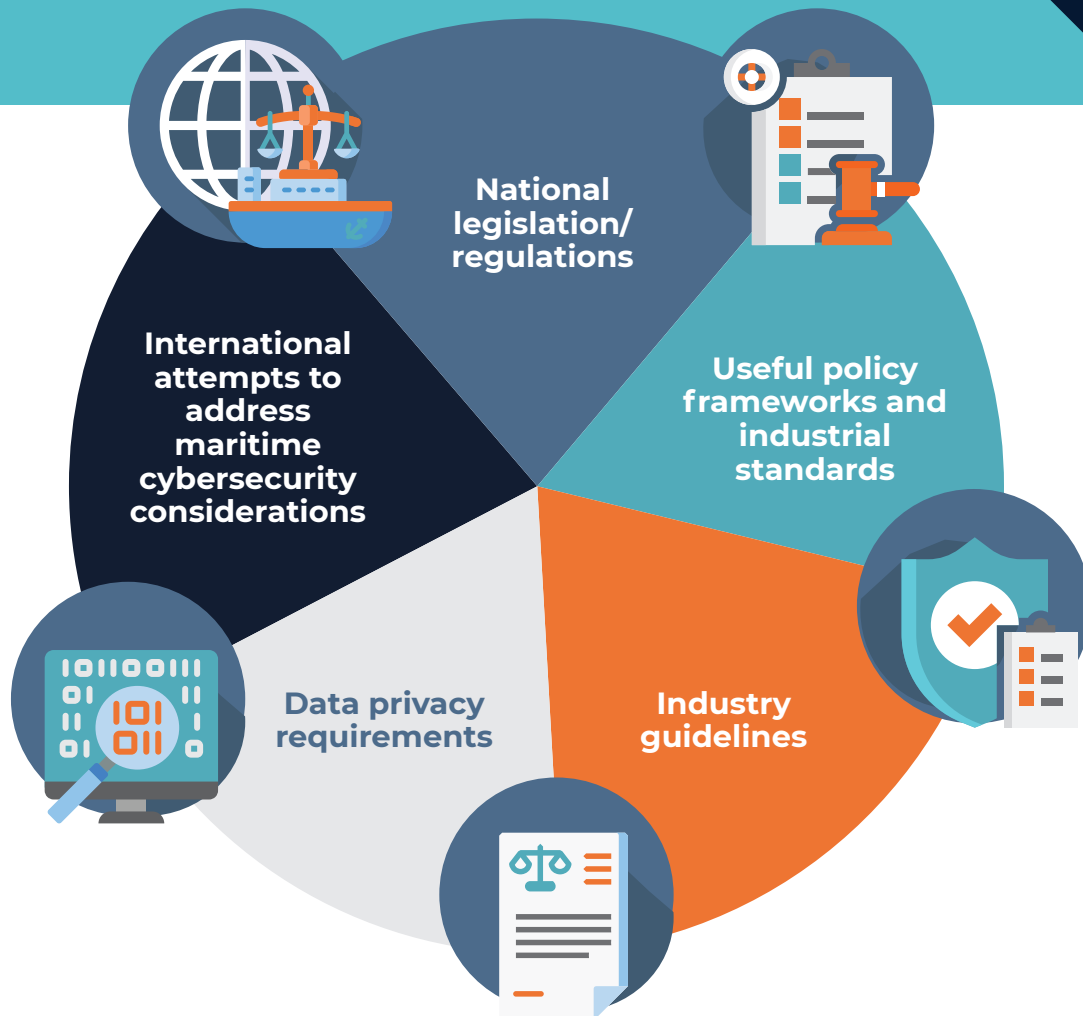 National
legislation/
regulations
Useful policy
frameworks and
industrial
standards
Industry
guidelines
Data privacy
requirements
International
attempts to
address
maritime
cybersecurity
considerations